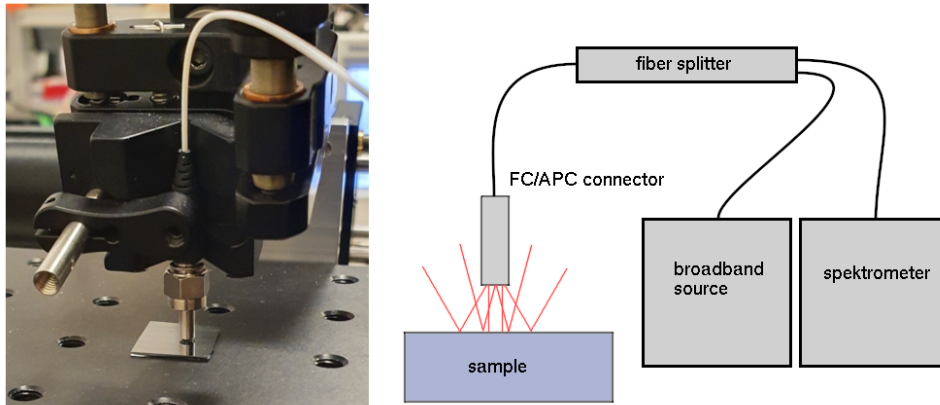 fiber splitter
FC/APC connector
broadband
source
spektrometer
sample